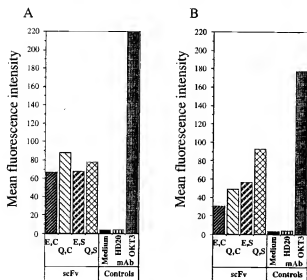 A
Mean fluorescence intensity
220
200
180
160
140
120
100
80
60
40
20
0
E,C
Q,C
E,S
Q,S
Medium
HD20
OKT3
mAb
scFv
Controls
B
Mean fluorescence intensity
220
200
180
160
140
120
100
80
60
40
20
0
E,C
Q,C
E,S
Q,S
Medium
HD20
OKT3
mAb
scFv
Controls